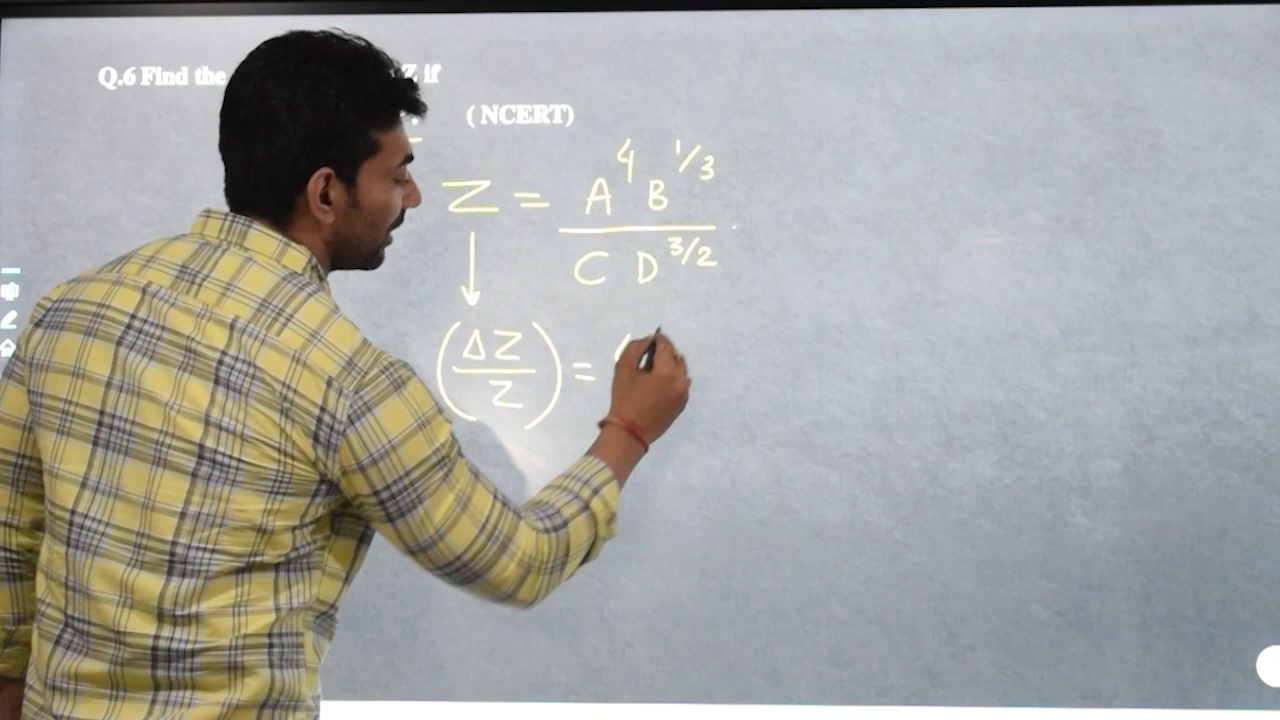 Q.6 Find the Z if
( NCERT)
Z = A^4 B^1/3
C D^3/2
(ΔZ/Z) =